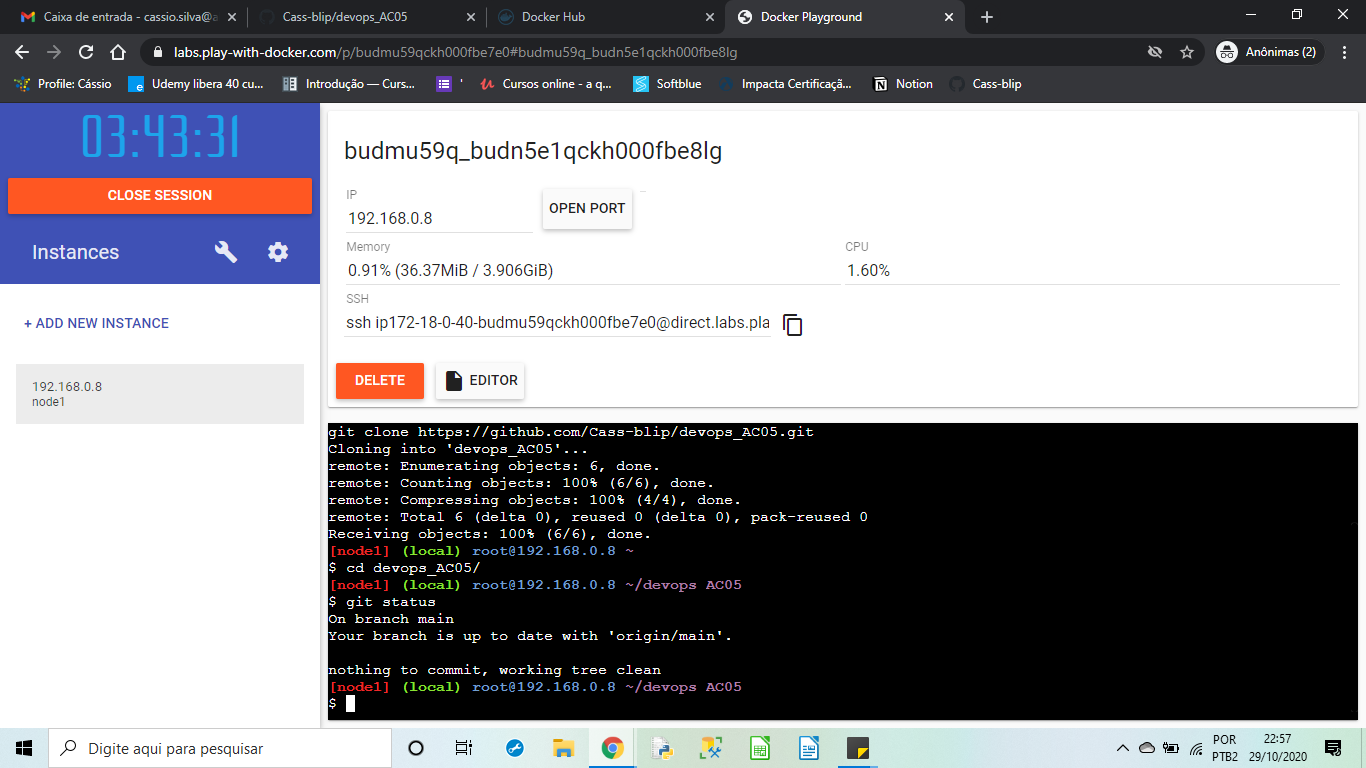 Caixa de entrada - cassio.silva@a
Cass-blip/devops_AC05
Docker Hub
Docker Playground
labs.play-with-docker.com/p/budmu59qckh000fbe7e0#budmu59q_budn5e1qckh000fbe8lg
Anônimas (2)
Profile: Cássio
Udemy libera 40 cu...
Introdução — Curs...
'
Cursos online - a q...
Softblue
Impacta Certificaçã...
Notion
Cass-blip
03:43:31
CLOSE SESSION
Instances
+ ADD NEW INSTANCE
192.168.0.8
node1
budmu59q_budn5e1qckh000fbe8lg
IP
192.168.0.8
OPEN PORT
Memory
0.91% (36.37MiB / 3.906GiB)
CPU
1.60%
SSH
ssh ip172-18-0-40-budmu59qckh000fbe7e0@direct.labs.pla
DELETE
EDITOR
git clone https://github.com/Cass-blip/devops_AC05.git
Cloning into 'devops_AC05'...
remote: Enumerating objects: 6, done.
remote: Counting objects: 100% (6/6), done.
remote: Compressing objects: 100% (4/4), done.
remote: Total 6 (delta 0), reused 0 (delta 0), pack-reused 0
Receiving objects: 100% (6/6), done.
[node1] (local) root@192.168.0.8 ~
$ cd devops_AC05/
[node1] (local) root@192.168.0.8 ~/devops AC05
$ git status
On branch main
Your branch is up to date with 'origin/main'.
nothing to commit, working tree clean
[node1] (local) root@192.168.0.8 ~/devops AC05
$
Digite aqui para pesquisar
POR
PTB2
22:57
29/10/2020